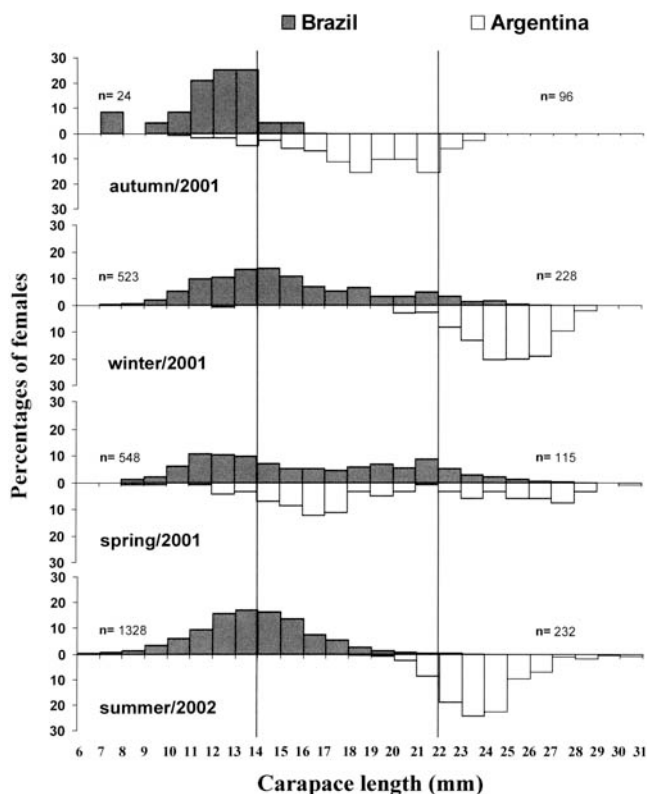 Brazil Argentina
Percentages of females
30
20
10
0
10
20
30
n= 24
n= 96
autumn/2001
30
20
10
0
10
20
30
n= 523
n= 228
winter/2001
30
20
10
0
10
20
30
n= 548
n= 115
spring/2001
30
20
10
0
10
20
30
n= 1328
n= 232
summer/2002
6 7 8 9 10 11 12 13 14 15 16 17 18 19 20 21 22 23 24 25 26 27 28 29 30 31
Carapace length (mm)